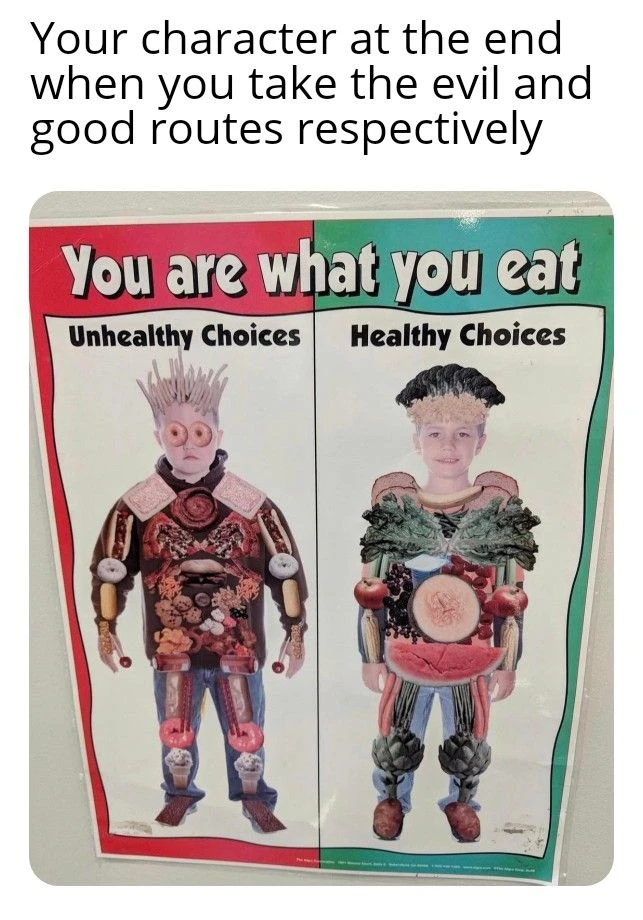 Your character at the end
when you take the evil and
good routes respectively
You are what you eat
Unhealthy Choices
Healthy Choices